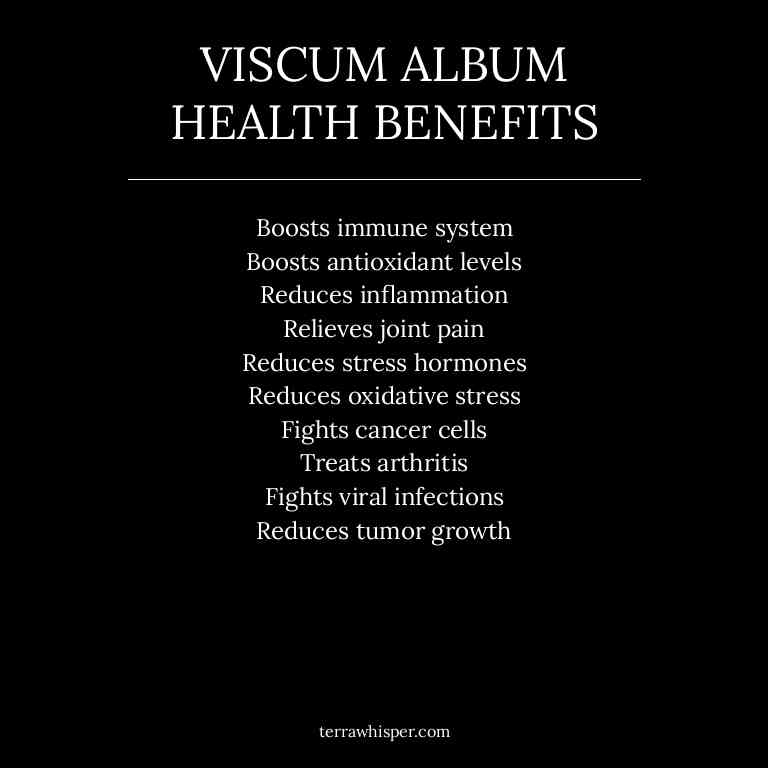 VISCUM ALBUM
HEALTH BENEFITS
Boosts immune system
Boosts antioxidant levels
Reduces inflammation
Relieves joint pain
Reduces stress hormones
Reduces oxidative stress
Fights cancer cells
Treats arthritis
Fights viral infections
Reduces tumor growth
terrawhisper.com